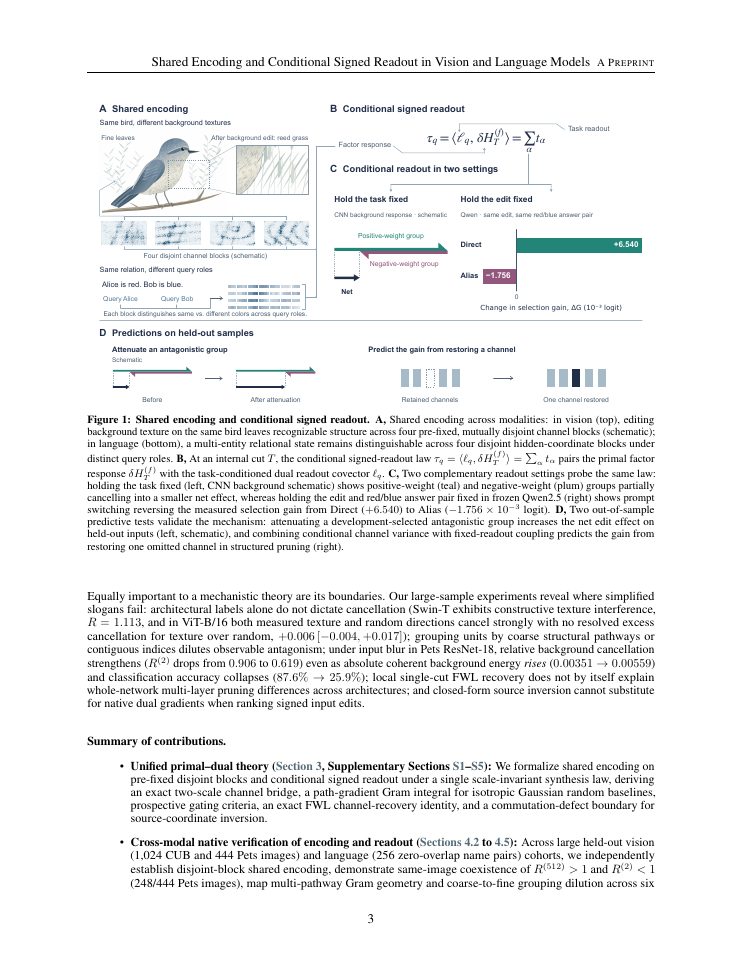 Shared Encoding and Conditional Signed Readout in Vision and Language Models A PREPRINT
A Shared encoding
Same bird, different background textures
Fine leaves
After background edit: reed grass
Four disjoint channel blocks (schematic)
Same relation, different query roles
Alice is red. Bob is blue.
Query Alice
Query Bob
Each block distinguishes same vs. different colors across query roles.
B Conditional signed readout
Factor response
τq = ⟨ℓq, δH_T^(f)⟩ = ∑α tα
Task readout
C Conditional readout in two settings
Hold the task fixed
CNN background response · schematic
Positive-weight group
Negative-weight group
Net
Hold the edit fixed
Qwen · same edit, same red/blue answer pair
Direct
+6.540
Alias
−1.756
0
Change in selection gain, ΔG (10⁻³ logit)
D Predictions on held-out samples
Attenuate an antagonistic group
Schematic
Before
After attenuation
Predict the gain from restoring a channel
Retained channels
One channel restored
Figure 1: Shared encoding and conditional signed readout. A, Shared encoding across modalities: in vision (top), editing
background texture on the same bird leaves recognizable structure across four pre-fixed, mutually disjoint channel blocks (schematic);
in language (bottom), a multi-entity relational state remains distinguishable across four disjoint hidden-coordinate blocks under
distinct query roles. B, At an internal cut T, the conditional signed-readout law τq = ⟨ℓq, δH_T^(f)⟩ = ∑α tα pairs the primal factor
response δH_T^(f) with the task-conditioned dual readout covector ℓq. C, Two complementary readout settings probe the same law:
holding the task fixed (left, CNN background schematic) shows positive-weight (teal) and negative-weight (plum) groups partially
cancelling into a smaller net effect, whereas holding the edit and red/blue answer pair fixed in frozen Qwen2.5 (right) shows prompt
switching reversing the measured selection gain from Direct (+6.540) to Alias (−1.756 × 10⁻³ logit). D, Two out-of-sample
predictive tests validate the mechanism: attenuating a development-selected antagonistic group increases the net edit effect on
held-out inputs (left, schematic), and combining conditional channel variance with fixed-readout coupling predicts the gain from
restoring one omitted channel in structured pruning (right).
Equally important to a mechanistic theory are its boundaries. Our large-sample experiments reveal where simplified
slogans fail: architectural labels alone do not dictate cancellation (Swin-T exhibits constructive texture interference,
R = 1.113, and in ViT-B/16 both measured texture and random directions cancel strongly with no resolved excess
cancellation for texture over random, +0.006 [−0.004, +0.017]); grouping units by coarse structural pathways or
contiguous indices dilutes observable antagonism; under input blur in Pets ResNet-18, relative background cancellation
strengthens (R⁽²⁾ drops from 0.906 to 0.619) even as absolute coherent background energy rises (0.00351 → 0.00559)
and classification accuracy collapses (87.6% → 25.9%); local single-cut FWL recovery does not by itself explain
whole-network multi-layer pruning differences across architectures; and closed-form source inversion cannot substitute
for native dual gradients when ranking signed input edits.
Summary of contributions.
• Unified primal–dual theory (Section 3, Supplementary Sections S1–S5): We formalize shared encoding on
pre-fixed disjoint blocks and conditional signed readout under a single scale-invariant synthesis law, deriving
an exact two-scale channel bridge, a path-gradient Gram integral for isotropic Gaussian random baselines,
prospective gating criteria, an exact FWL channel-recovery identity, and a commutation-defect boundary for
source-coordinate inversion.
• Cross-modal native verification of encoding and readout (Sections 4.2 to 4.5): Across large held-out vision
(1,024 CUB and 444 Pets images) and language (256 zero-overlap name pairs) cohorts, we independently
establish disjoint-block shared encoding, demonstrate same-image coexistence of R⁽⁵¹²⁾ > 1 and R⁽²⁾ < 1
(248/444 Pets images), map multi-pathway Gram geometry and coarse-to-fine grouping dilution across six
3